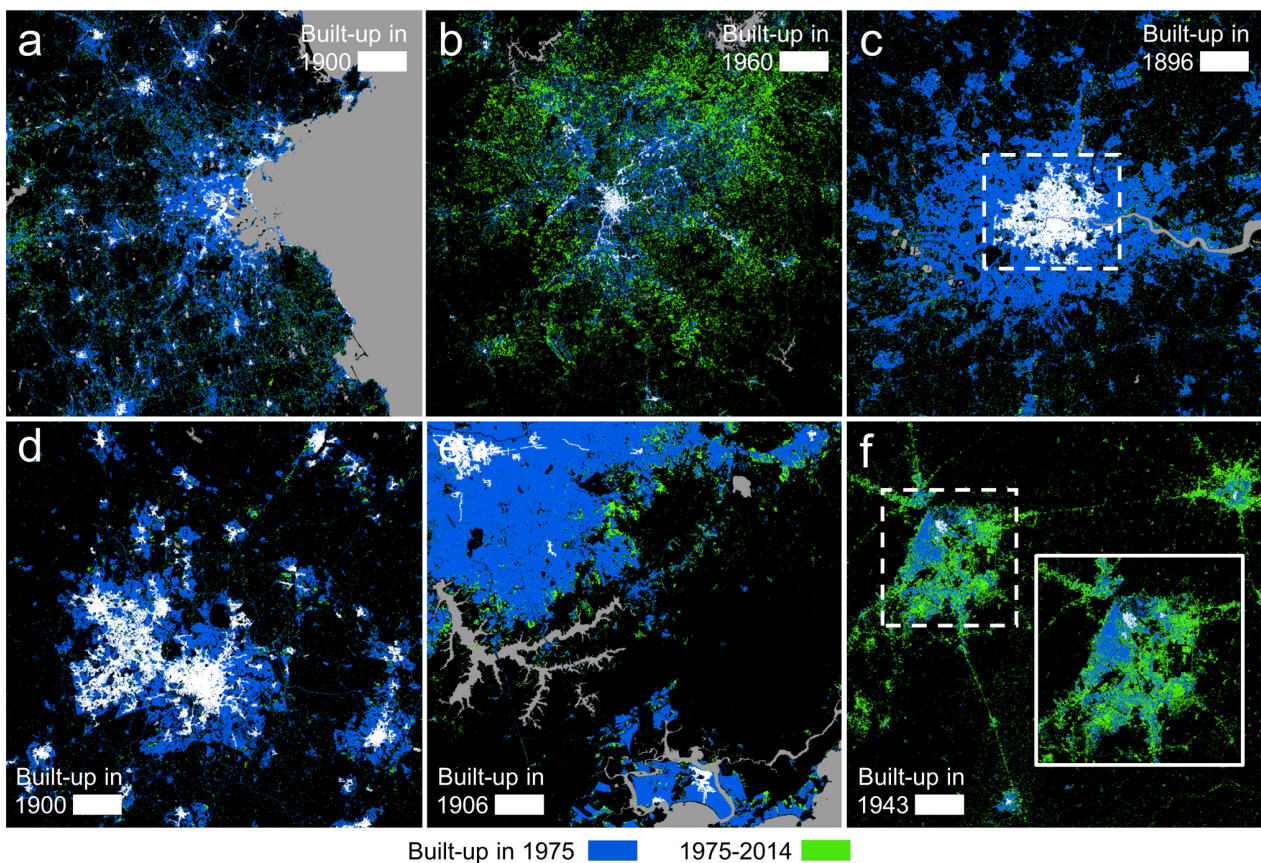 a
Built-up in
1900
b
Built-up in
1960
c
Built-up in
1896
d
Built-up in
1900
e
Built-up in
1906
f
Built-up in
1943
Built-up in 1975
1975-2014